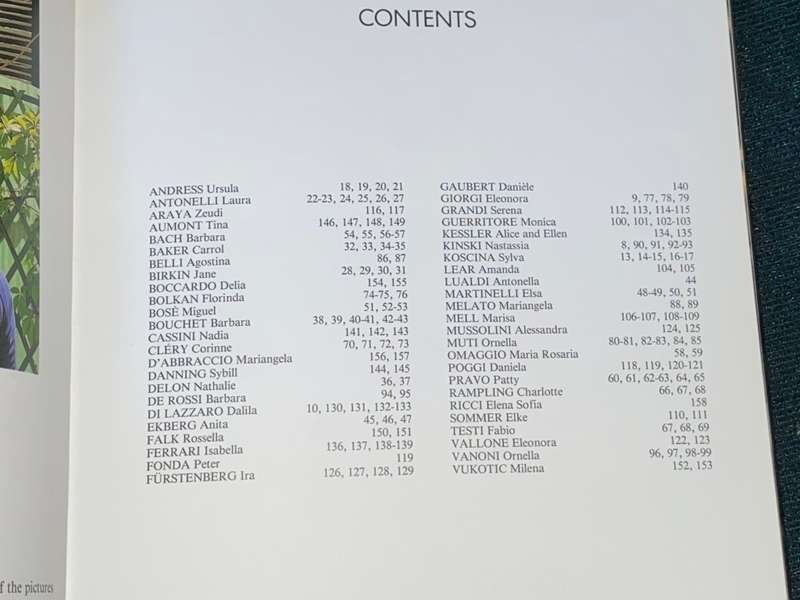 CONTENTS
ANDRESS Ursula 18, 19, 20, 21
ANTONELLI Laura 22-23, 24, 25, 26, 27
ARAYA Zeudi 116, 117
AUMONT Tina 146, 147, 148, 149
BACH Barbara 54, 55, 56-57
BAKER Carrol 32, 33, 34-35
BELLI Agostina 86, 87
BIRKIN Jane 28, 29, 30, 31
BOCCARDO Delia 154, 155
BOLKAN Florinda 74-75, 76
BOSÈ Miguel 51, 52-53
BOUCHET Barbara 38, 39, 40-41, 42-43
CASSINI Nadia 141, 142, 143
CLÉRY Corinne 70, 71, 72, 73
D'ABBRACCIO Mariangela 156, 157
DANNING Sybill 144, 145
DELON Nathalie 36, 37
DE ROSSI Barbara 94, 95
DI LAZZARO Dalila 10, 130, 131, 132-133
EKBERG Anita 45, 46, 47
FALK Rossella 150, 151
FERRARI Isabella 136, 137, 138-139
FONDA Peter 119
FÜRSTENBERG Ira 126, 127, 128, 129
GAUBERT Danièle 140
GIORGI Eleonora 9, 77, 78, 79
GRANDI Serena 112, 113, 114-115
GUERRITORE Monica 100, 101, 102-103
KESSLER Alice and Ellen 134, 135
KINSKI Nastassia 8, 90, 91, 92-93
KOSCINA Sylva 13, 14-15, 16-17
LEAR Amanda 104, 105
LUALDI Antonella 44
MARTINELLI Elsa 48-49, 50, 51
MELATO Mariangela 88, 89
MELL Marisa 106-107, 108-109
MUSSOLINI Alessandra 124, 125
MUTI Ornella 80-81, 82-83, 84, 85
OMAGGIO Maria Rosaria 58, 59
POGGI Daniela 118, 119, 120-121
PRAVO Patty 60, 61, 62-63, 64, 65
RAMPLING Charlotte 66, 67, 68
RICCI Elena Sofia 158
SOMMER Elke 110, 111
TESTI Fabio 67, 68, 69
VALLONE Eleonora 122, 123
VANONI Ornella 96, 97, 98-99
VUKOTIC Milena 152, 153
of the pictures